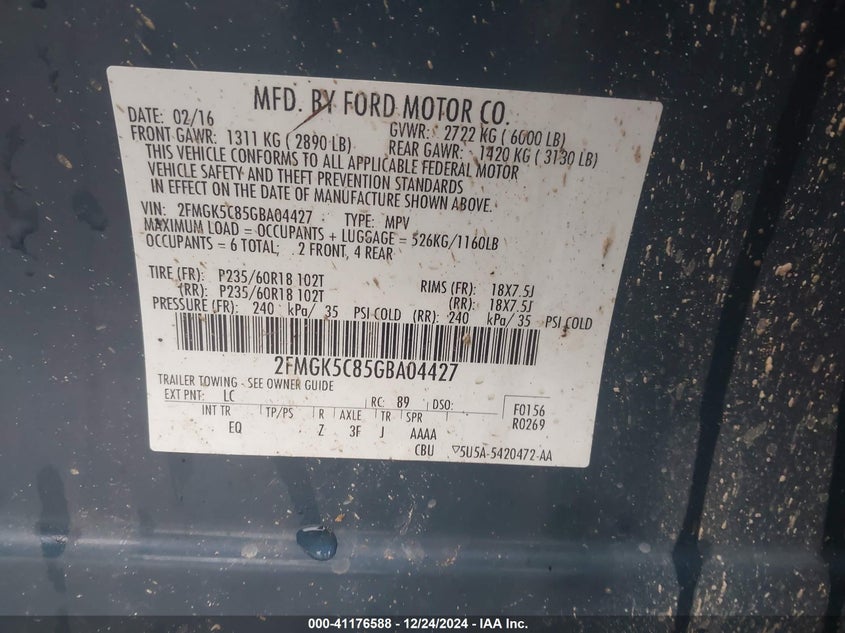 MFD. BY FORD MOTOR CO.
DATE: 02/16 GVWR: 2722 KG ( 6000 LB)
FRONT GAWR: 1311 KG ( 2890 LB) REAR GAWR: 1420 KG ( 3130 LB)
THIS VEHICLE CONFORMS TO ALL APPLICABLE FEDERAL MOTOR
VEHICLE SAFETY AND THEFT PREVENTION STANDARDS
IN EFFECT ON THE DATE OF MANUFACTURE SHOWN ABOVE.
VIN: 2FMGK5C85GBA04427 TYPE: MPV
MAXIMUM LOAD = OCCUPANTS + LUGGAGE = 526KG/1160LB
OCCUPANTS = 6 TOTAL; 2 FRONT, 4 REAR
TIRE (FR): P235/60R18 102T RIMS (FR): 18X7.5J
(RR): P235/60R18 102T (RR): 18X7.5J
PRESSURE (FR): 240 kPa/ 35 PSI COLD (RR): 240 kPa/ 35 PSI COLD
2FMGK5C85GBA04427
TRAILER TOWING - SEE OWNER GUIDE
EXT PNT: LC RC: 89 DSO: F0156
INT TR TP/PS R AXLE TR SPR R0269
EQ Z 3F J AAAA
CBU ▽5U5A-5420472-AA
000-41176588 - 12/24/2024 - IAA Inc.